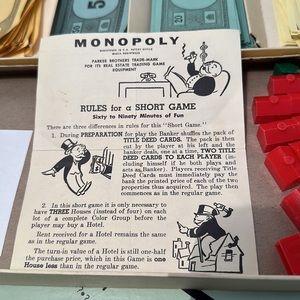 MONOPOLY
PARKER BROTHERS TRADE-MARK
FOR ITS REAL ESTATE TRADING GAME
EQUIPMENT
RULES for a SHORT GAME
Sixty to Ninety Minutes of Fun
There are three differences in rules for this "Short Game."
1. During PREPARATION for play the Banker shuffles the pack
of TITLE DEED CARDS. The pack is then
cut by the player at his left and the
banker deals, one at a time, TWO TITLE
DEED CARDS TO EACH PLAYER (in-
cluding himself if he both plays and
acts as Banker). Players receiving Title
Deed Cards must immediately pay
the bank the printed price of each of the two
properties thus acquired. The play then
commences as in the regular game.
2. In this short game it is only necessary to
have THREE Houses (instead of four) on each
lot of a complete Color Group before the
player may buy a Hotel.
Rent received for a Hotel remains the same
as in the regular game.
The turn-in value of a Hotel is still one-half
the purchase price, which in this Game is one
House less than in the regular game.